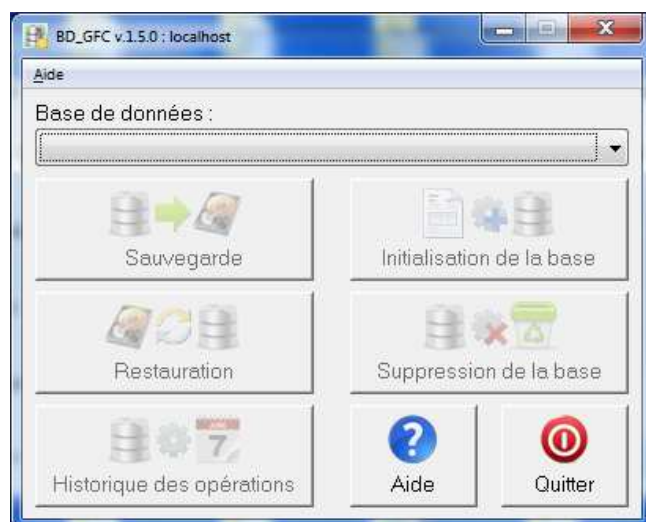 BD_GFC v.1.5.0 : localhost
Aide
Base de données :
Sauvegarde
Initialisation de la base
Restauration
Suppression de la base
7
Historique des opérations
Aide
Quitter